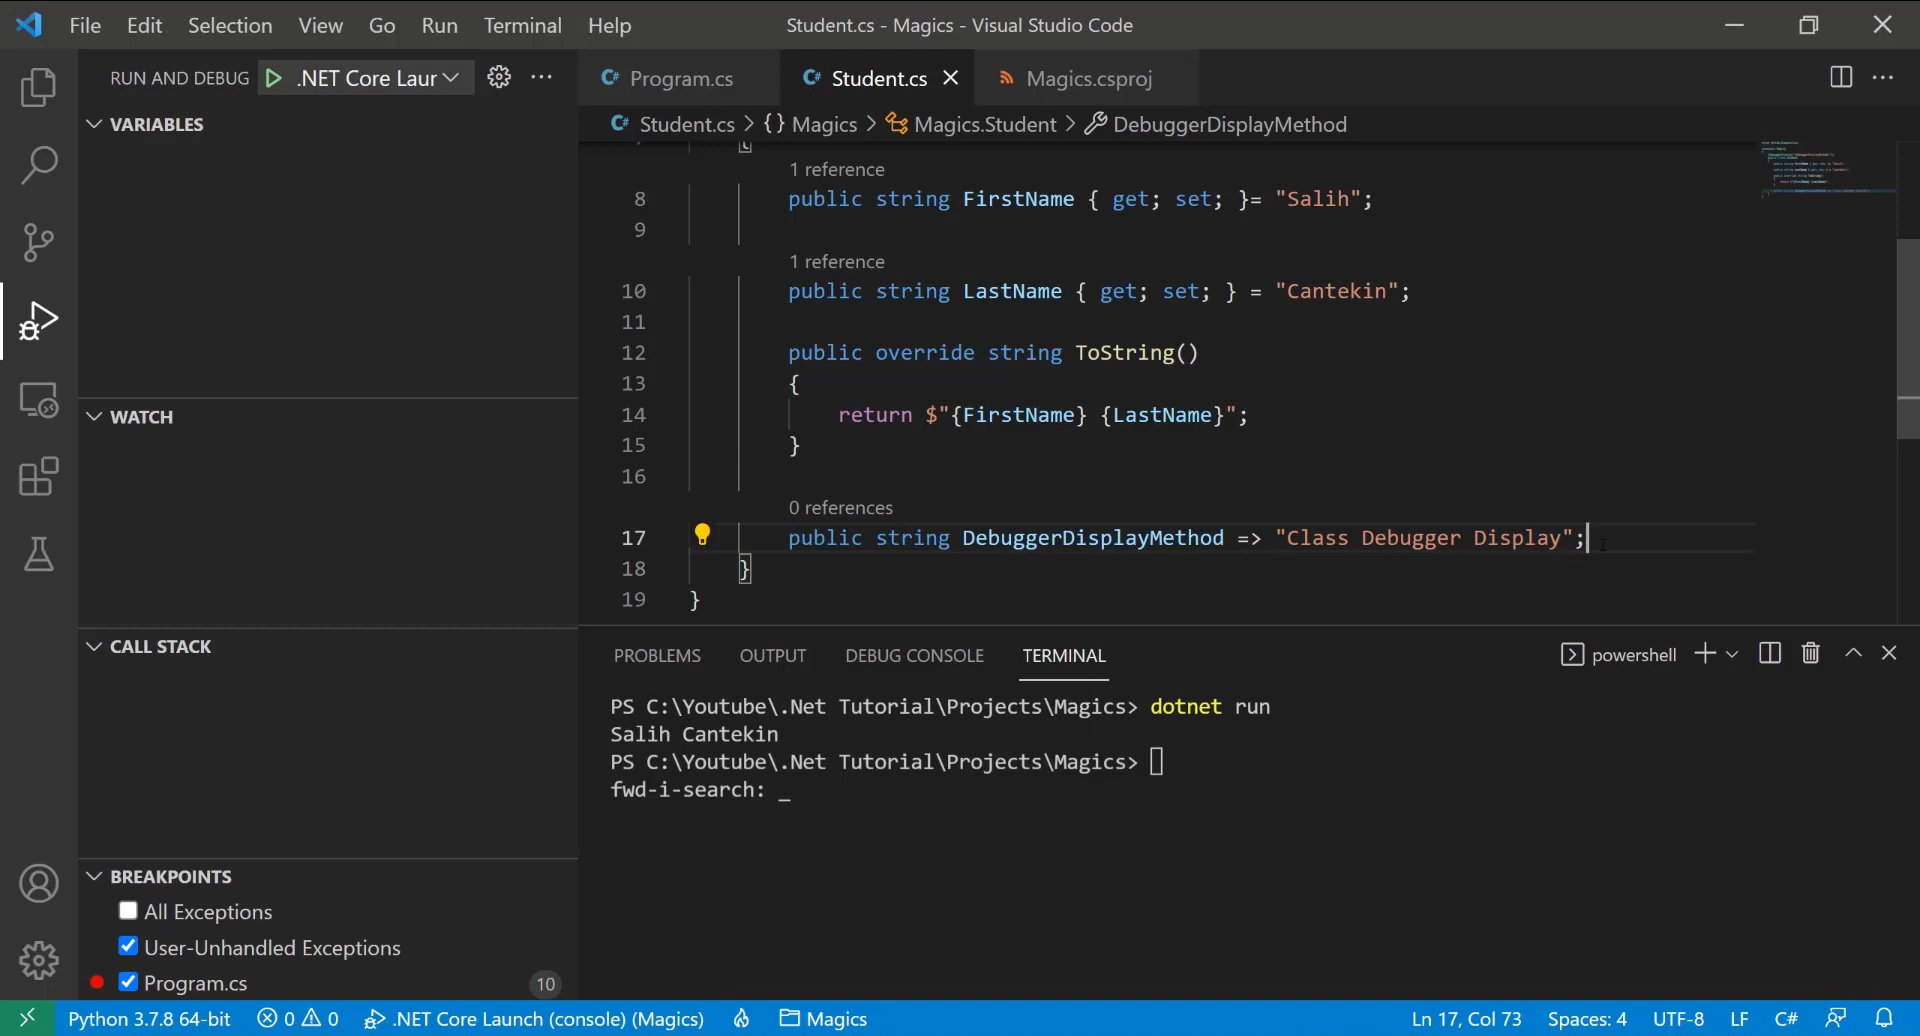 File Edit Selection View Go Run Terminal Help Student.cs - Magics - Visual Studio Code
RUN AND DEBUG .NET Core Laur
Program.cs Student.cs Magics.csproj
Student.cs > {} Magics > Magics.Student > DebuggerDisplayMethod
VARIABLES
WATCH
CALL STACK
BREAKPOINTS
All Exceptions
User-Unhandled Exceptions
Program.cs 10
{
1 reference
8 public string FirstName { get; set; }= "Salih";
9
1 reference
10 public string LastName { get; set; } = "Cantekin";
11
12 public override string ToString()
13 {
14 return $"{FirstName} {LastName}";
15 }
16
0 references
17 public string DebuggerDisplayMethod => "Class Debugger Display";
18 }
19 }
PROBLEMS OUTPUT DEBUG CONSOLE TERMINAL powershell
PS C:\Youtube\.Net Tutorial\Projects\Magics> dotnet run
Salih Cantekin
PS C:\Youtube\.Net Tutorial\Projects\Magics>
fwd-i-search: _
Python 3.7.8 64-bit 0 0 .NET Core Launch (console) (Magics) Magics Ln 17, Col 73 Spaces: 4 UTF-8 LF C#